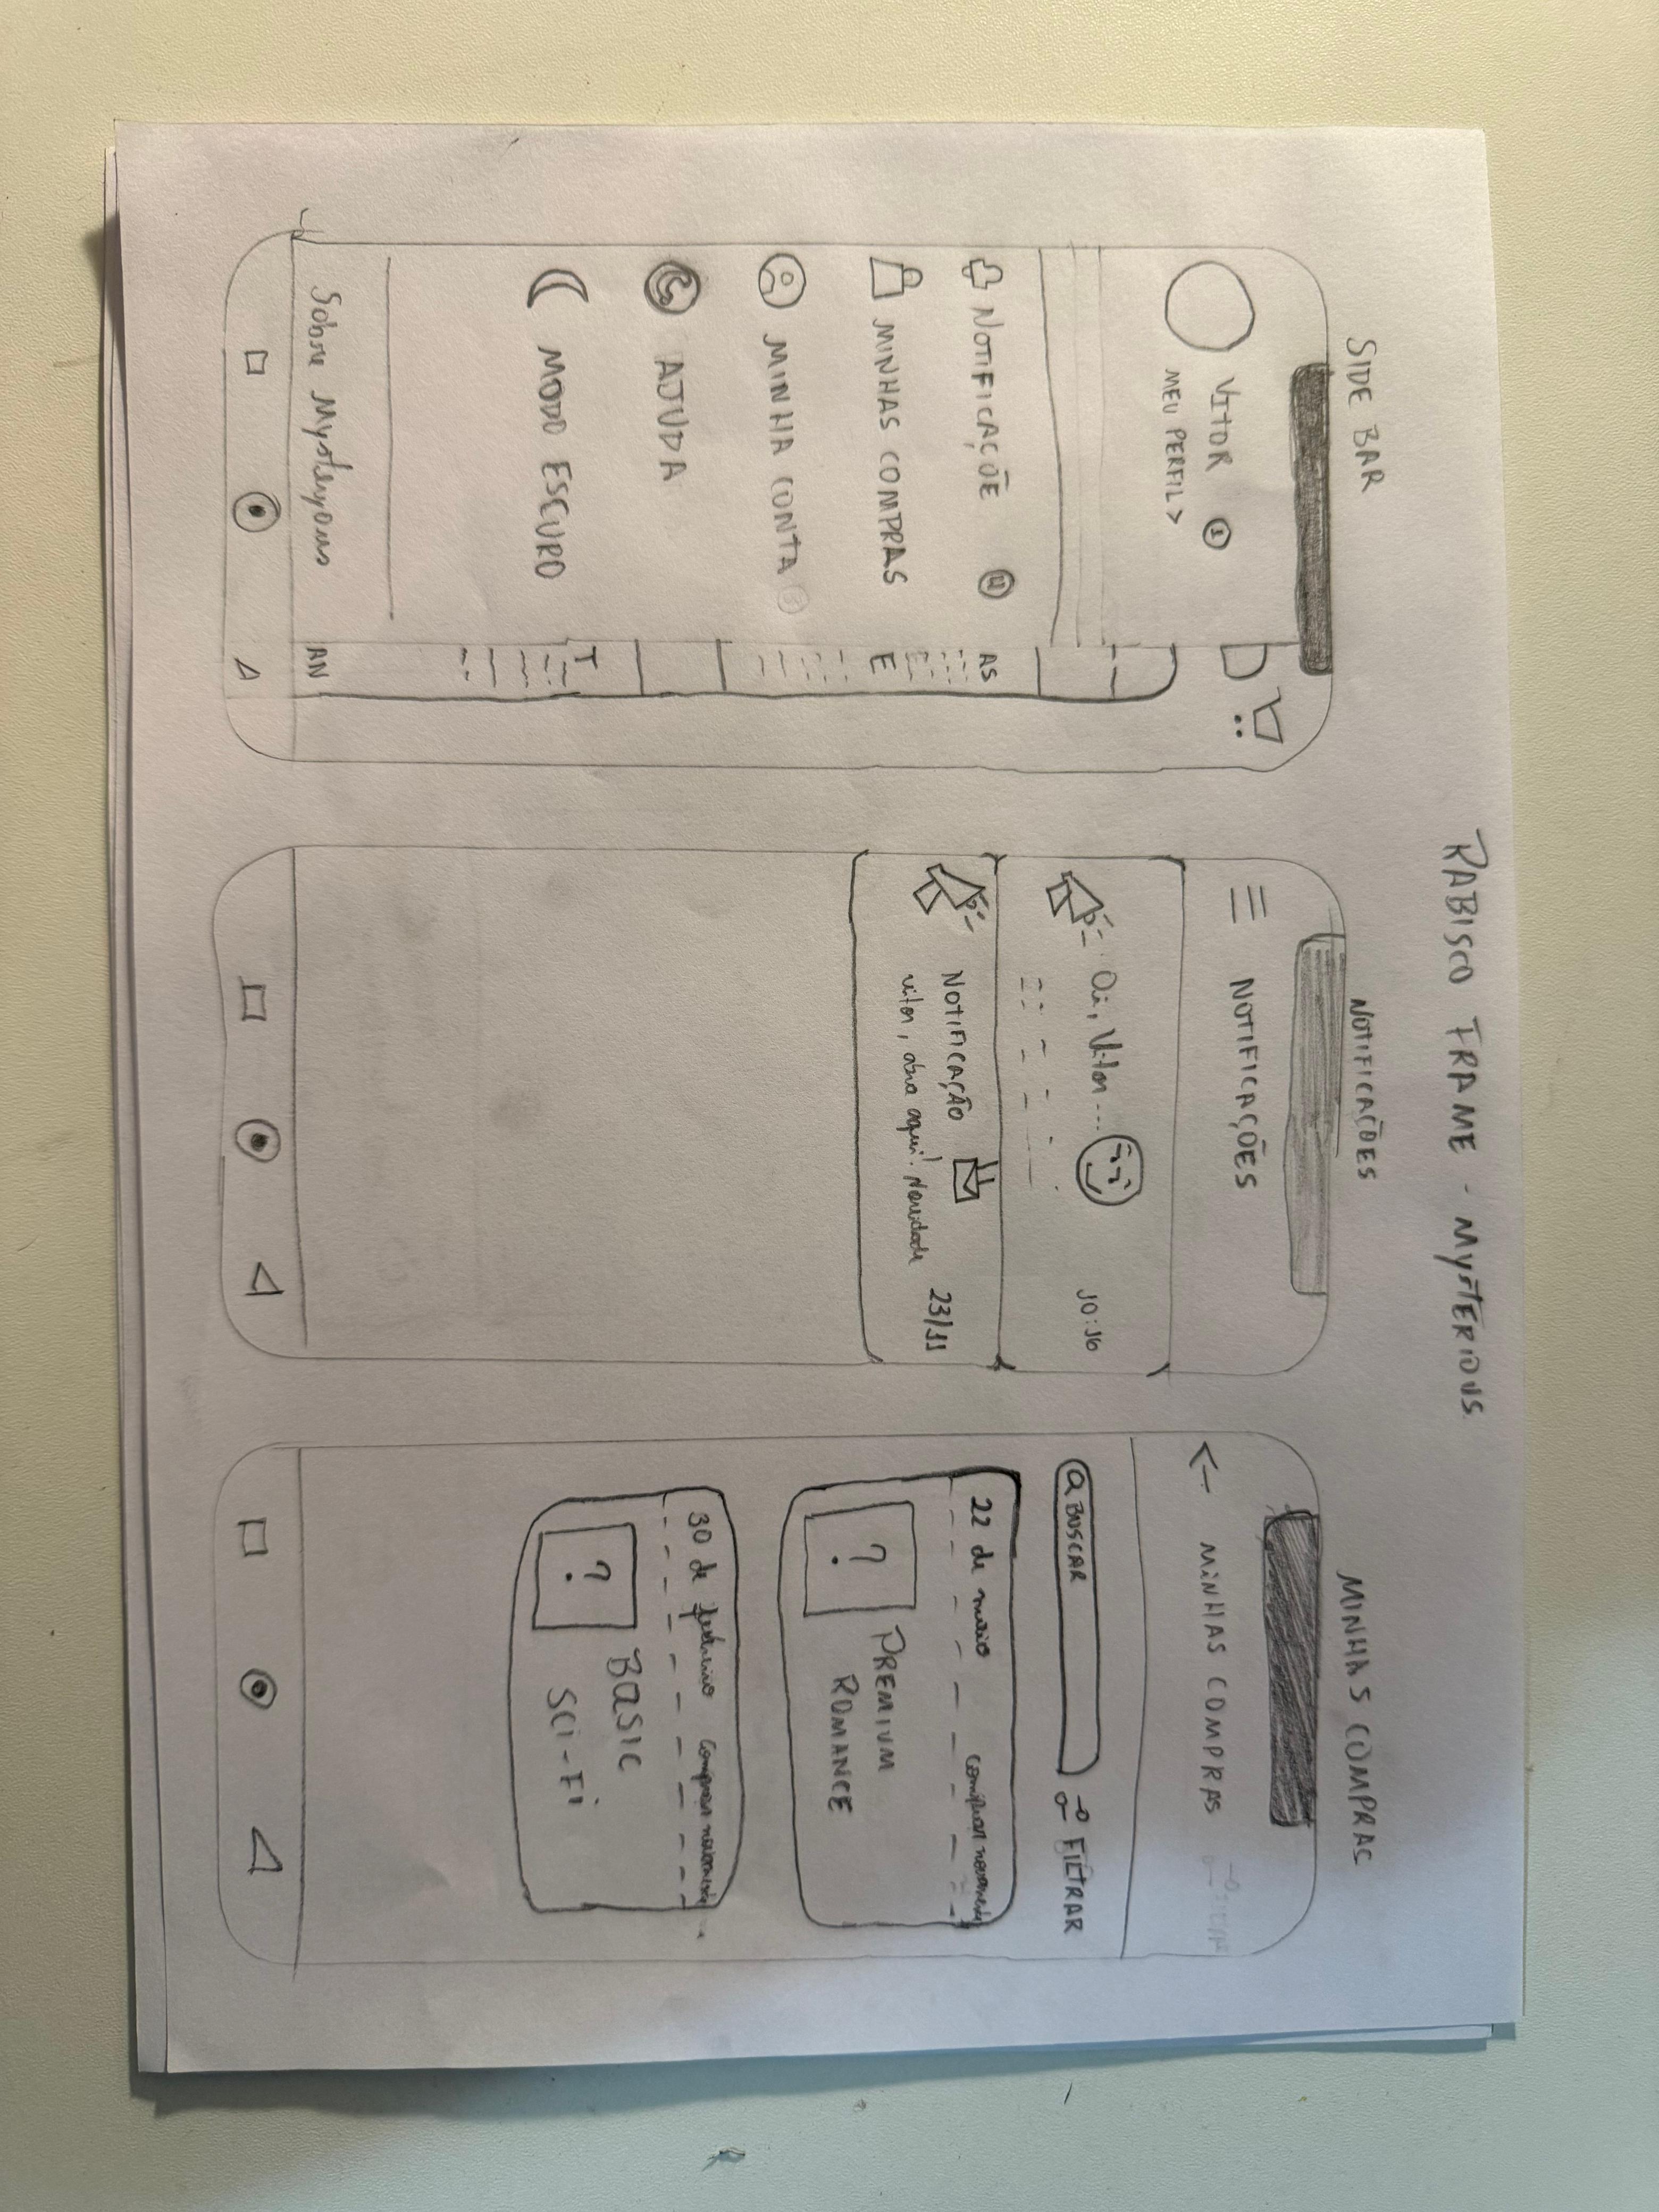 RABISCO FRAME - MYSTERIOUS
SIDE BAR
VITOR 1
MEU PERFIL >
NOTIFICAÇÕE
MINHAS COMPRAS
MINHA CONTA
AJUDA
MODO ESCURO
Sobre Mysteryous
AS
E
T
AN
NOTIFICAÇÕES
NOTIFICAÇÕES
Oi, Vitor...
10:16
NOTIFICAÇÃO
vitor, abra aqui! Novidade
23/11
MINHAS COMPRAS
← MINHAS COMPRAS
BUSCAR
FILTRAR
22 de maio comprar novamente
?
PREMIUM
ROMANCE
30 de fevereiro comprar novamente
?
BASIC
SCI-FI